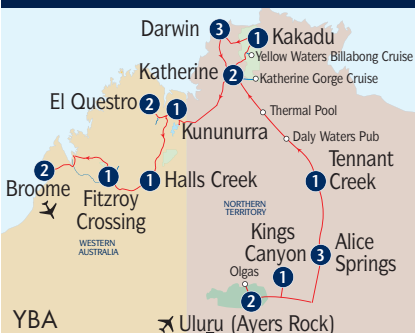 Darwin 3 1 Kakadu
Yellow Waters Billabong Cruise
Katherine 2 Katherine Gorge Cruise
El Questro 2 1
Thermal Pool
Kununurra
Daly Waters Pub
2 1 1 Halls Creek
Broome
Fitzroy
Crossing
1 Tennant
Creek
NORTHERN
TERRITORY
WESTERN
AUSTRALIA
Kings
Canyon 1
3 Alice
Springs
Olgas
2
YBA
Uluru (Ayers Rock)